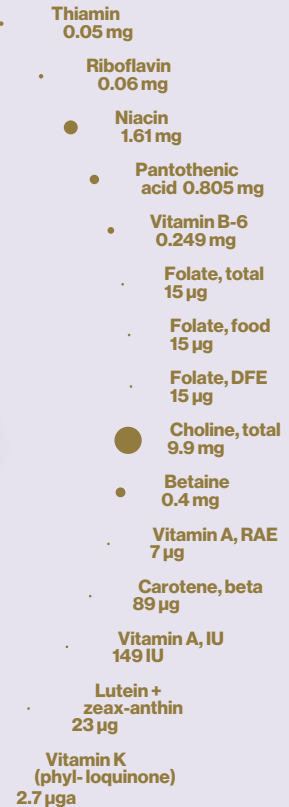 Thiamin
0.05 mg
Riboflavin
0.06 mg
Niacin
1.61 mg
Pantothenic
acid 0.805 mg
Vitamin B-6
0.249 mg
Folate, total
15 µg
Folate, food
15 µg
Folate, DFE
15 µg
Choline, total
9.9 mg
Betaine
0.4 mg
Vitamin A, RAE
7 µg
Carotene, beta
89 µg
Vitamin A, IU
149 IU
Lutein +
zeax-anthin
23 µg
Vitamin K
(phyl- loquinone)
2.7 µga